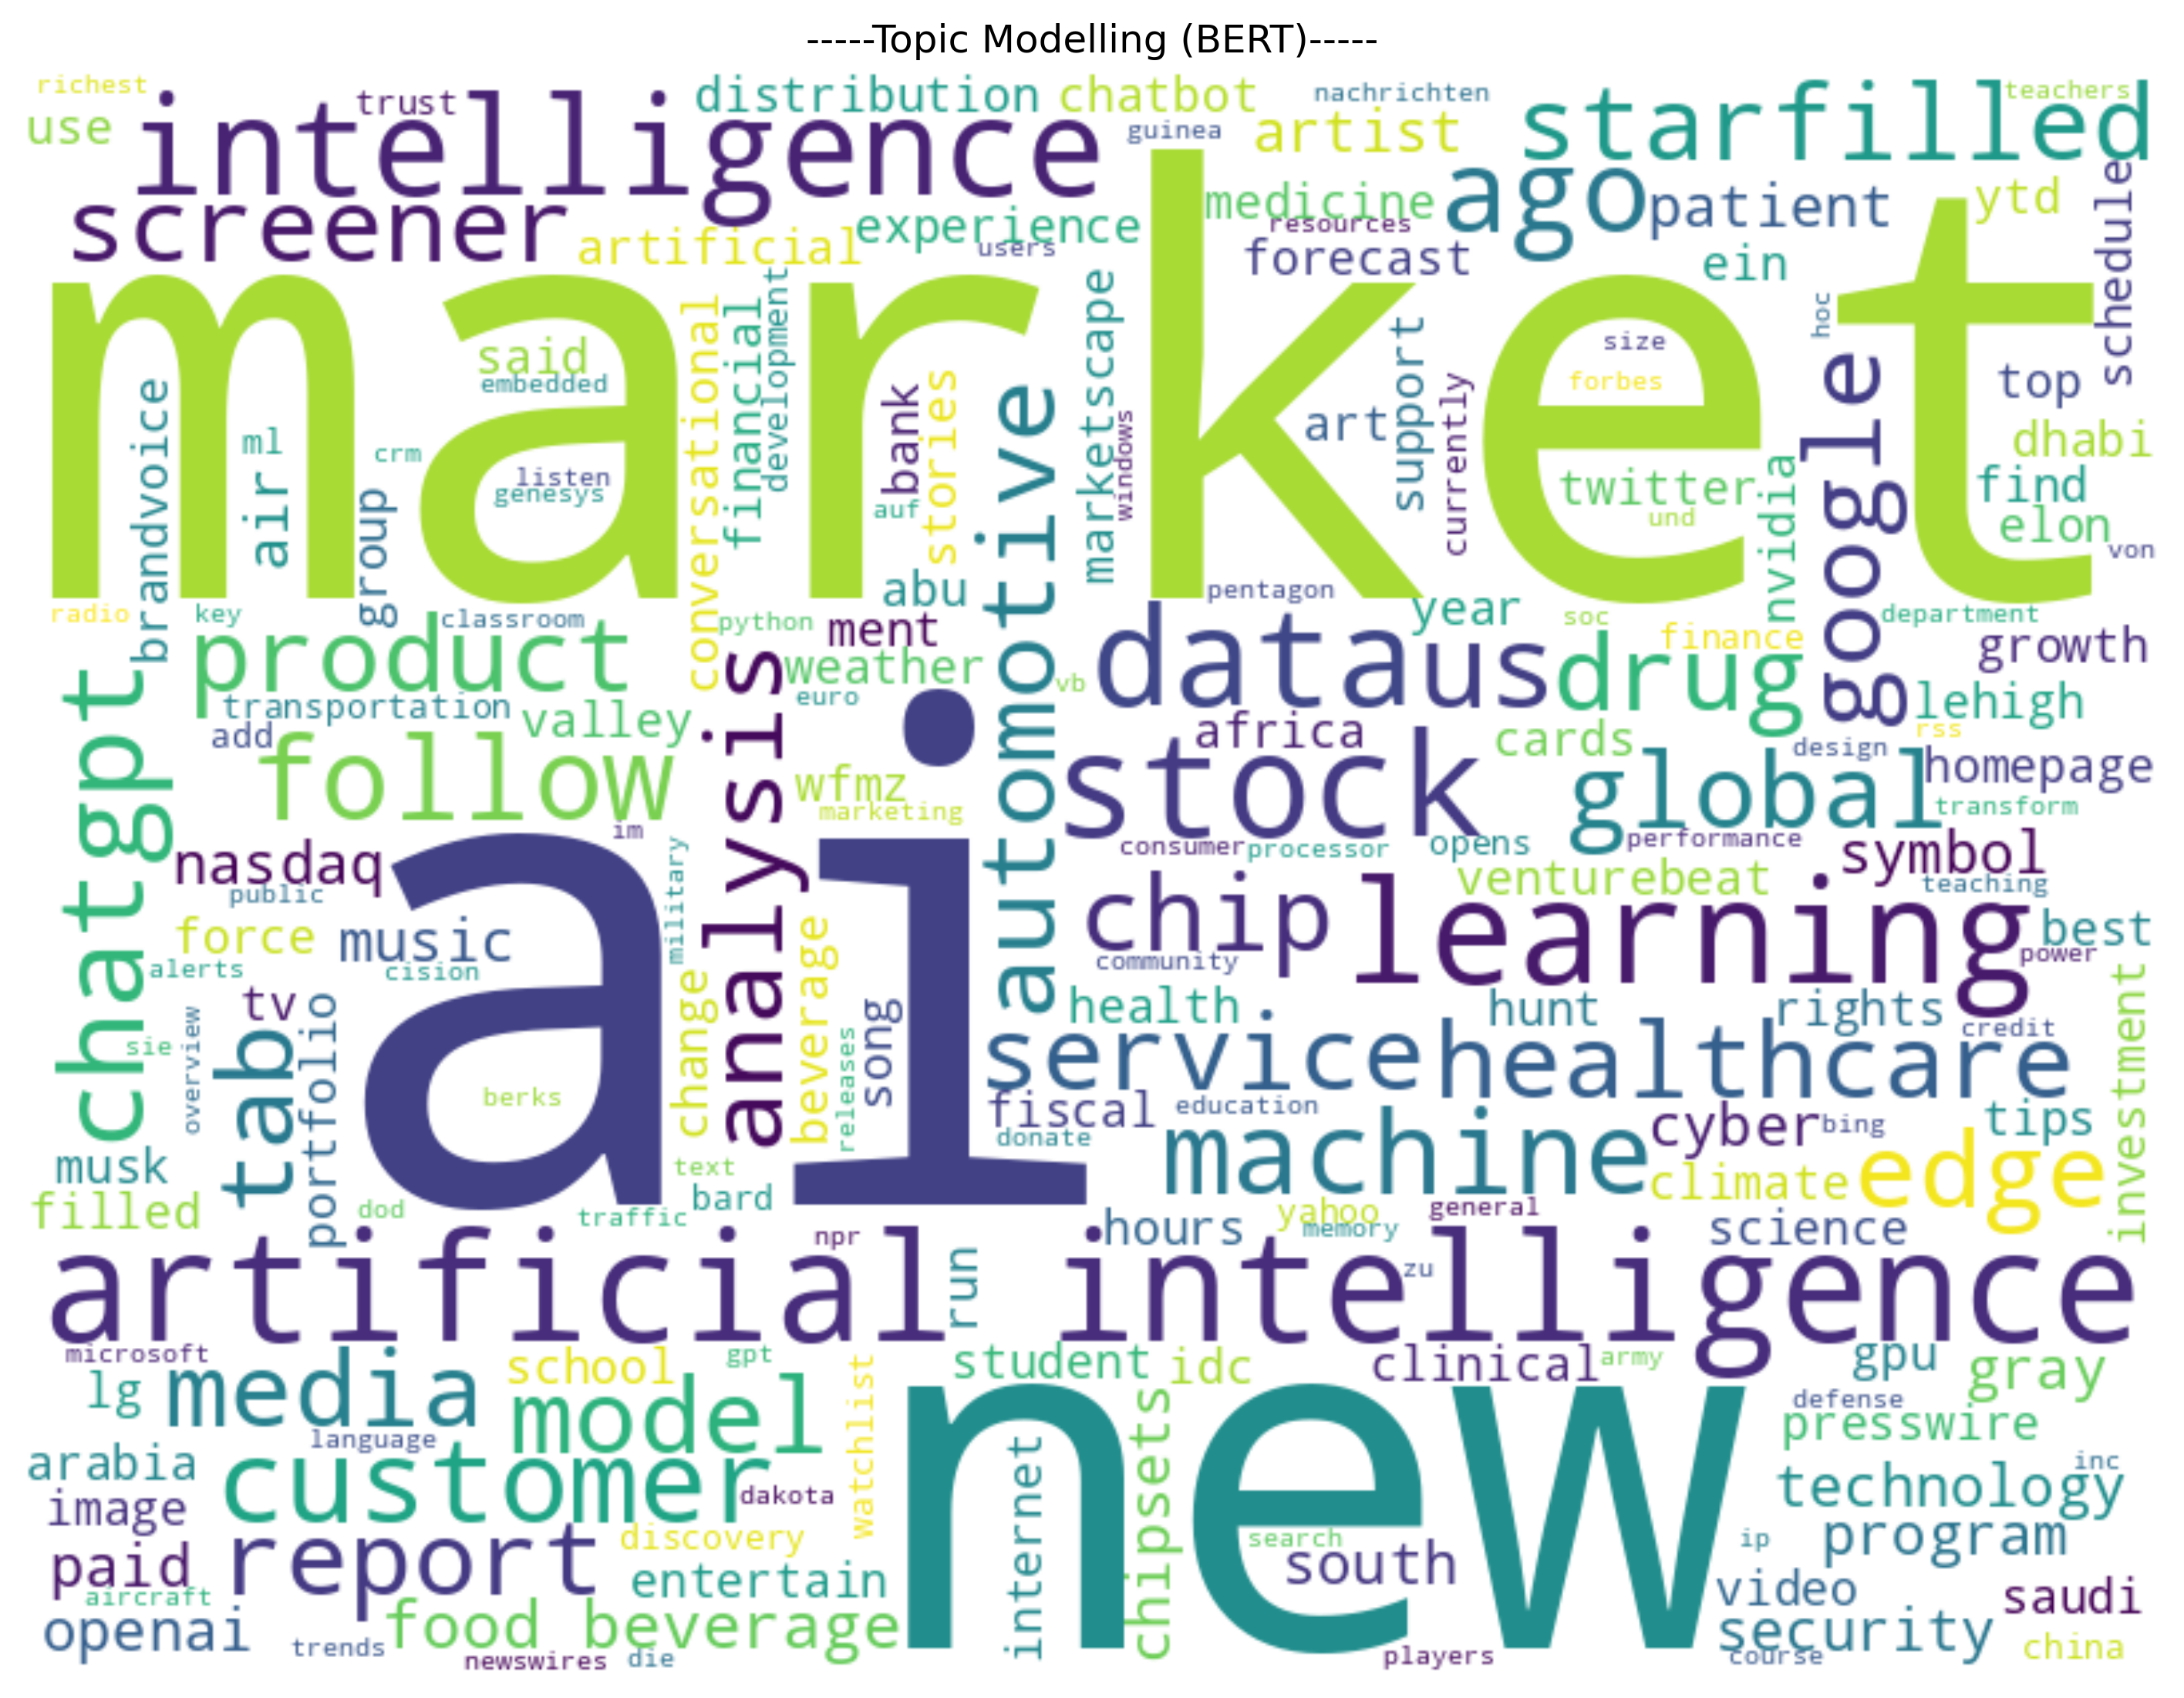 -----Topic Modelling (BERT)-----
richest
trust
distribution
chatbot
nachrichten
teachers
use
intelligence
guinea
artist
starfilled
screener
artificial
experience
users
medicine
resources
forecast
ago
patient
ytd
ein
schedule
market
said
embedded
listen
genesys
brandvoice
ml
air
crm
group
conversational
financial
development
bank
stories
auf
abu
automotive
marketscape
windows
art
support
currently
size
forbes
twitter
und
nvidia
hoc
google
top
dhabi
find
elon
von
radio
key
classroom
python
ment
pentagon
year
soc
finance
department
growth
product
weather
vb
dataus
drug
lehigh
transportation
valley
euro
africa
cards
rss
add
follow
analysis
wfmz
marketing
stock
global
design
homepage
transform
chatgpt
im
nasdaq
public
military
consumer
processor
opens
performance
symbol
venturebeat
teaching
force
music
ai
chip
learning
best
power
alerts
cision
community
tv
tab
portfolio
overview
sie
change
beverage
releases
song
health
hunt
rights
credit
investment
berks
service
healthcare
fiscal
education
donate
machine
cyber
bing
tips
musk
text
bard
climate
edge
filled
dod
traffic
npr
hours
yahoo
memory
general
science
artificial intelligence
run
zu
microsoft
school
gpt
student
idc
clinical
army
gpu
gray
lg
media
model
watchlist
new
defense
presswire
language
arabia
customer
dakota
internet
chipsets
inc
technology
image
discovery
search
south
ip
program
paid
report
entertain
video
saudi
aircraft
openai
food beverage
security
china
trends
newswires
die
players
course